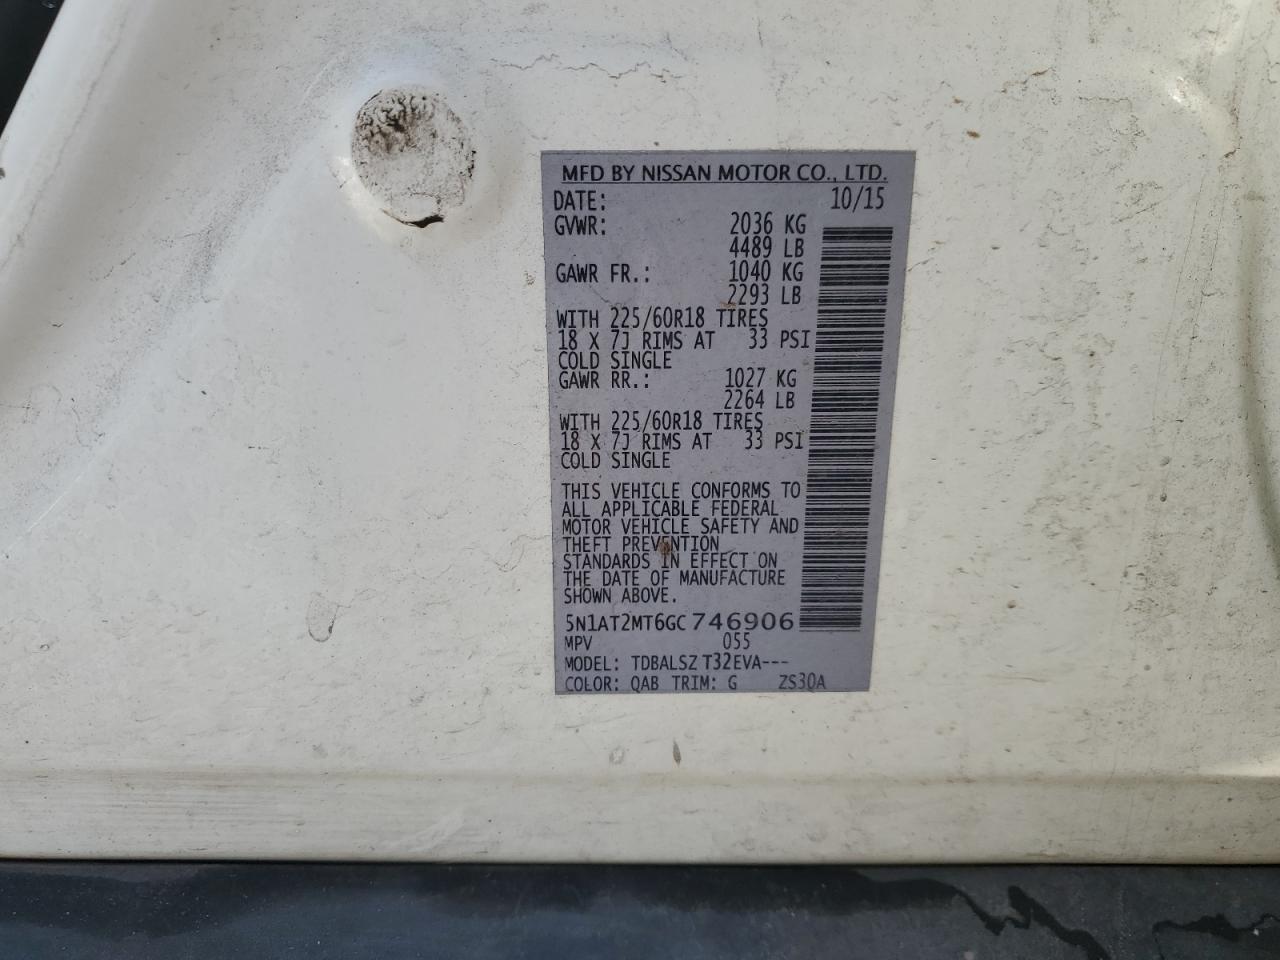 MFD BY NISSAN MOTOR CO., LTD.
DATE: 10/15
GVWR: 2036 KG
4489 LB
GAWR FR.: 1040 KG
2293 LB
WITH 225/60R18 TIRES
18 X 7J RIMS AT 33 PSI
COLD SINGLE
GAWR RR.: 1027 KG
2264 LB
WITH 225/60R18 TIRES
18 X 7J RIMS AT 33 PSI
COLD SINGLE
THIS VEHICLE CONFORMS TO
ALL APPLICABLE FEDERAL
MOTOR VEHICLE SAFETY AND
THEFT PREVENTION
STANDARDS IN EFFECT ON
THE DATE OF MANUFACTURE
SHOWN ABOVE.
5N1AT2MT6GC746906
MPV 055
MODEL: TDBALSZ T32EVA---
COLOR: QAB TRIM: G ZS30A